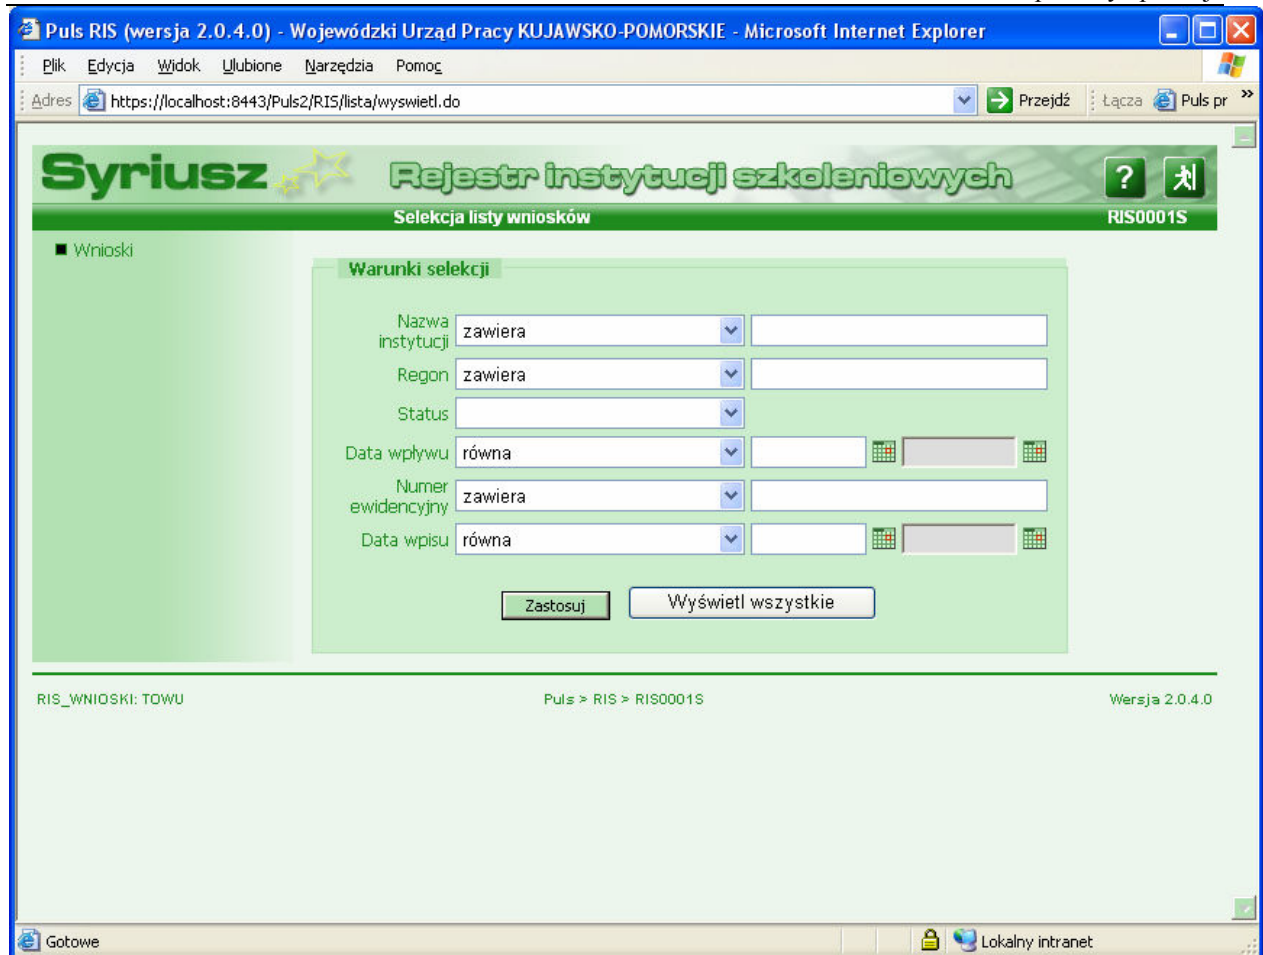 Puls RIS (wersja 2.0.4.0) - Wojewódzki Urząd Pracy KUJAWSKO-POMORSKIE - Microsoft Internet Explorer
Plik Edycja Widok Ulubione Narzędzia Pomoc
Adres https://localhost:8443/Puls2/RIS/lista/wyswietl.do Przejdź Łącza Puls pr »
Syriusz Rejestr instytucji szkoleniowych ?
Selekcja listy wniosków RIS0001S
Wnioski
Warunki selekcji
Nazwa
instytucji zawiera
Regon zawiera
Status
Data wpływu równa
Numer
ewidencyjny zawiera
Data wpisu równa
Zastosuj Wyświetl wszystkie
RIS_WNIOSKI: TOWU Puls > RIS > RIS0001S Wersja 2.0.4.0
Gotowe Lokalny intranet